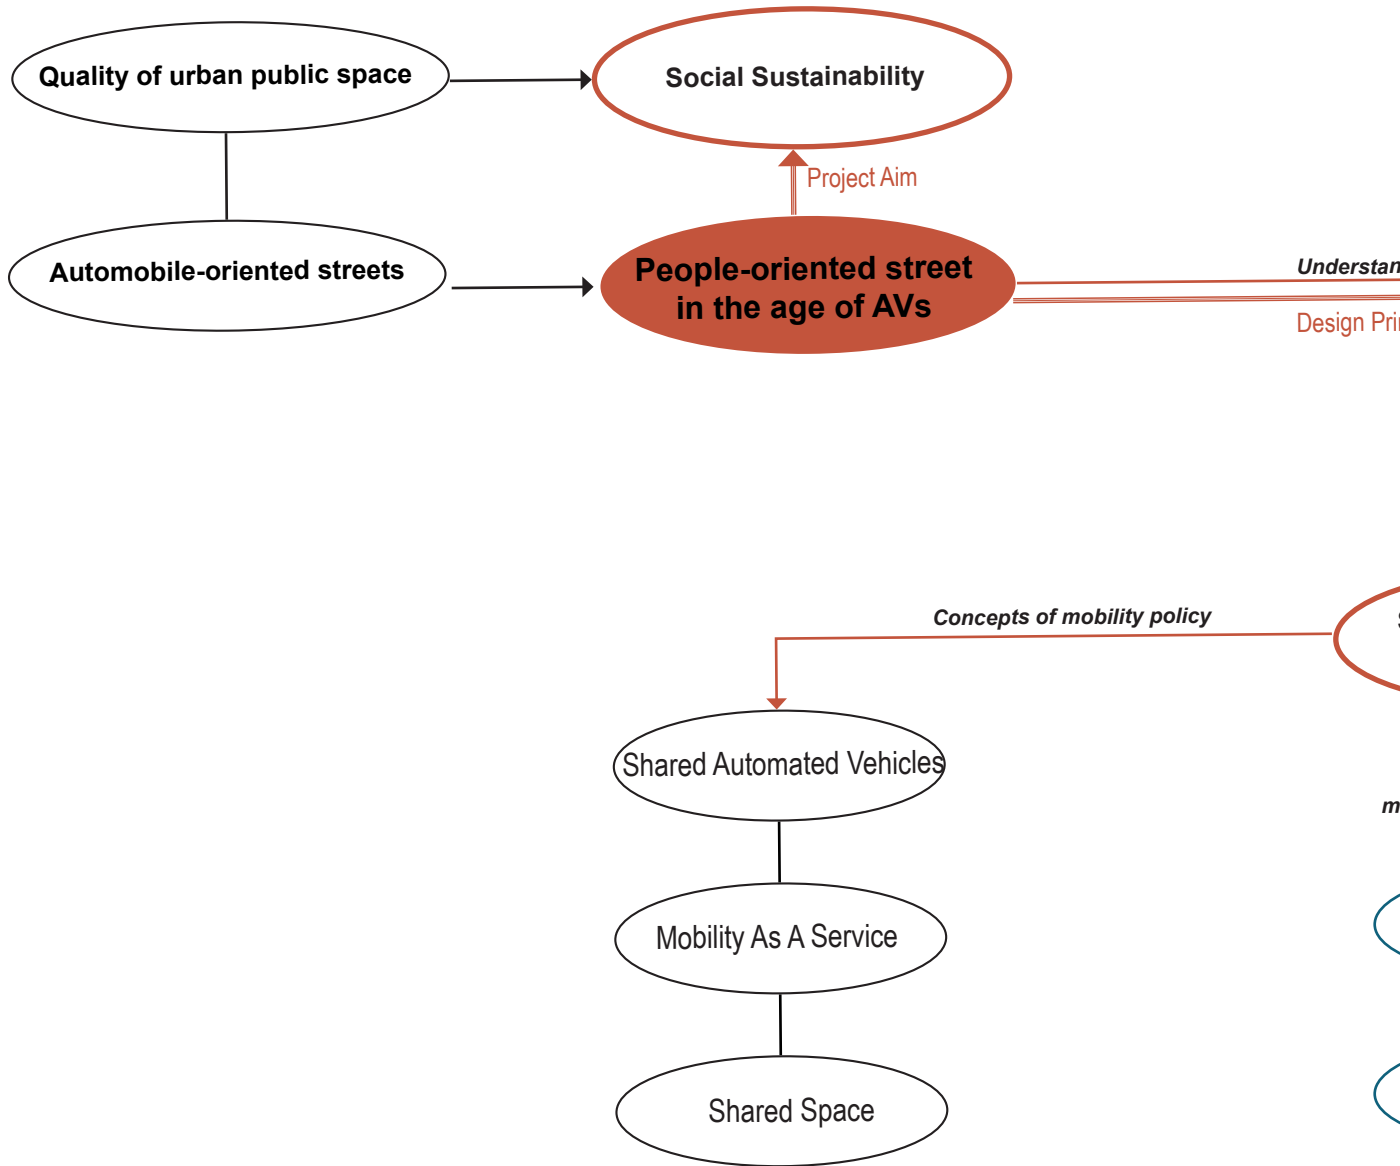 Quality of urban public space
Social Sustainability
Project Aim
Automobile-oriented streets
People-oriented street
in the age of AVs
Design
Concepts of mobility policy
Shared Automated Vehicles
Mobility As A Service
Shared Space